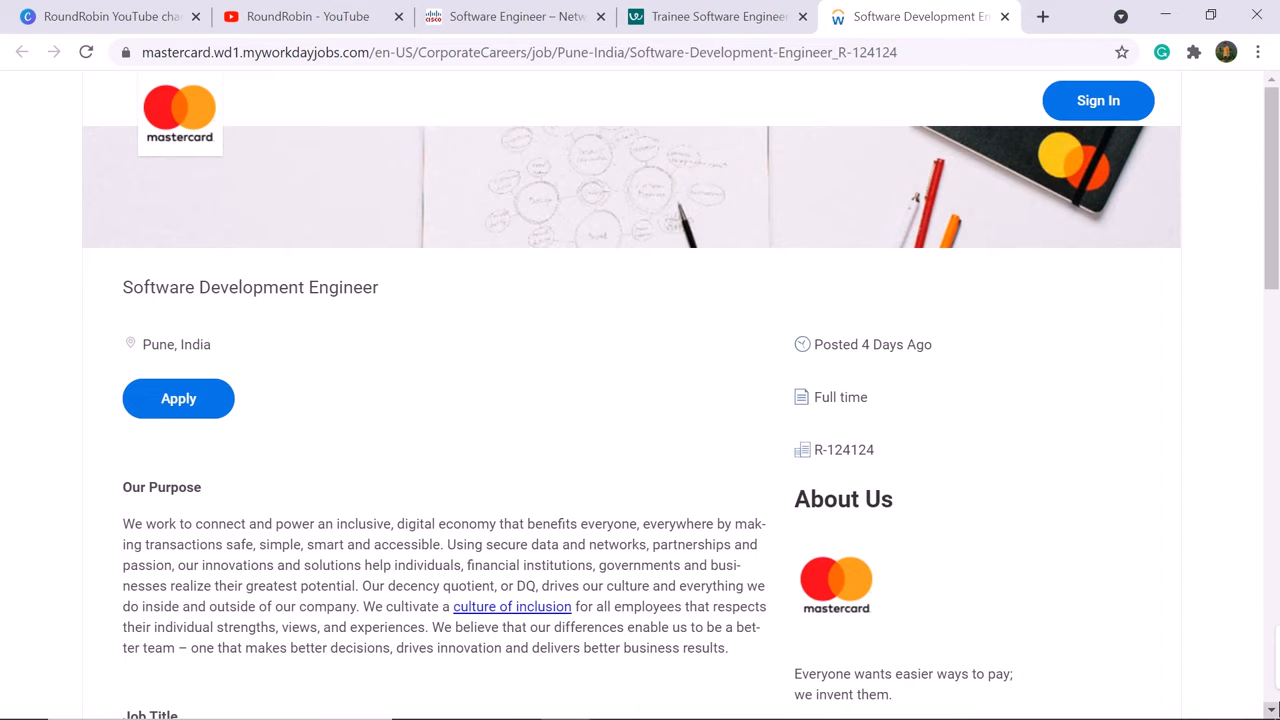 RoundRobin YouTube cha
RoundRobin - YouTube
Software Engineer – Netw
Trainee Software Engineer
Software Development En
mastercard.wd1.myworkdayjobs.com/en-US/CorporateCareers/job/Pune-India/Software-Development-Engineer_R-124124
mastercard.
Sign In
Software Development Engineer
Pune, India
Apply
Our Purpose
We work to connect and power an inclusive, digital economy that benefits everyone, everywhere by mak-
ing transactions safe, simple, smart and accessible. Using secure data and networks, partnerships and
passion, our innovations and solutions help individuals, financial institutions, governments and busi-
nesses realize their greatest potential. Our decency quotient, or DQ, drives our culture and everything we
do inside and outside of our company. We cultivate a culture of inclusion for all employees that respects
their individual strengths, views, and experiences. We believe that our differences enable us to be a bet-
ter team – one that makes better decisions, drives innovation and delivers better business results.
Job Title
Posted 4 Days Ago
Full time
R-124124
About Us
mastercard.
Everyone wants easier ways to pay;
we invent them.